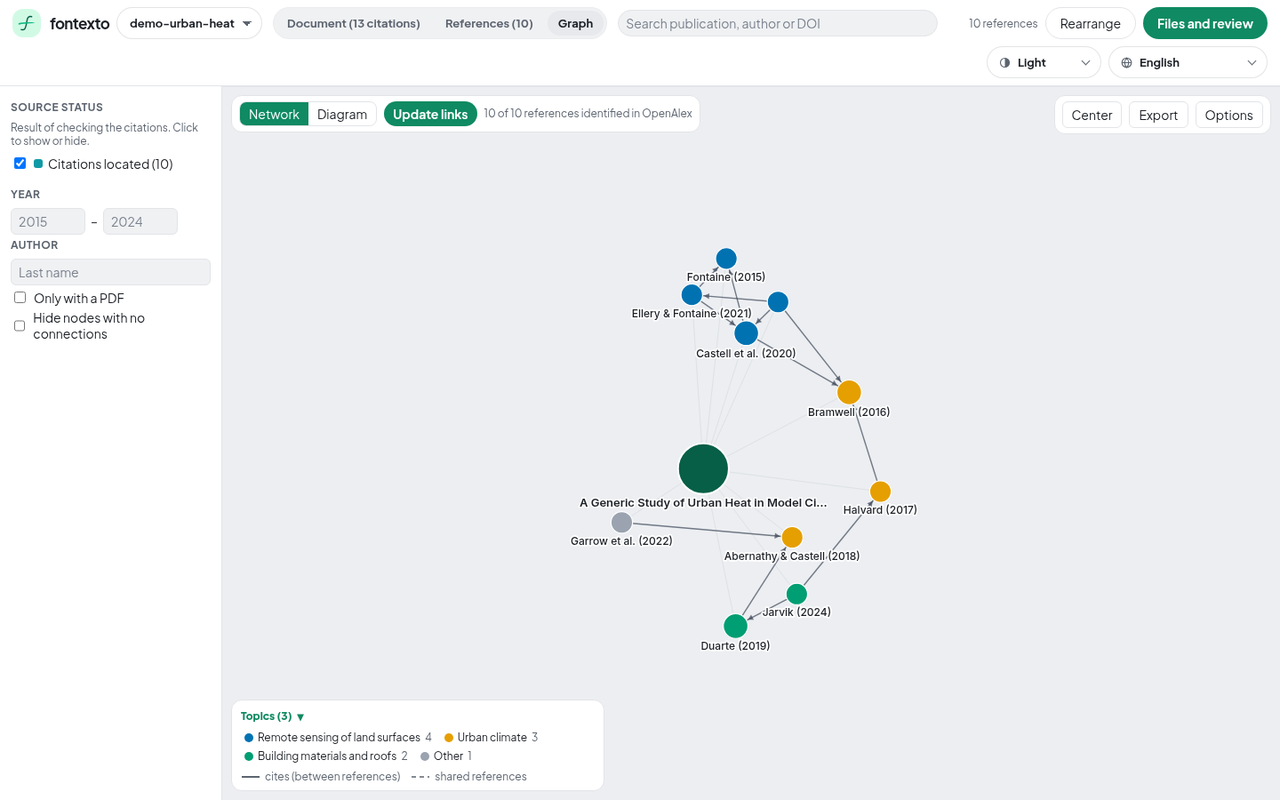 fontexto
demo-urban-heat
Document (13 citations)
References (10)
Graph
Search publication, author or DOI
10 references
Rearrange
Files and review
Light
English
SOURCE STATUS
Result of checking the citations. Click
to show or hide.
Citations located (10)
YEAR
2015 – 2024
AUTHOR
Last name
Only with a PDF
Hide nodes with no
connections
Network
Diagram
Update links
10 of 10 references identified in OpenAlex
Center
Export
Options
Fontaine (2015)
Ellery & Fontaine (2021)
Castell et al. (2020)
Bramwell (2016)
A Generic Study of Urban Heat in Model Ci...
Halvard (2017)
Garrow et al. (2022)
Abernathy & Castell (2018)
Jarvik (2024)
Duarte (2019)
Topics (3) ▼
Remote sensing of land surfaces 4
Urban climate 3
Building materials and roofs 2
Other 1
cites (between references)
shared references